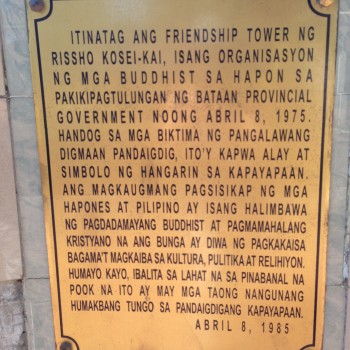 ITINATAG ANG FRIENDSHIP TOWER NG
RISSHO KOSEI-KAI, ISANG ORGANISASYON
NG MGA BUDDHIST SA HAPON SA
PAKIKIPAGTULUNGAN NG BATAAN PROVINCIAL
GOVERNMENT NOONG ABRIL 8, 1975.
HANDOG SA MGA BIKTIMA NG PANGALAWANG
DIGMAAN PANDAIGDIG, ITO'Y KAPWA ALAY AT
SIMBOLO NG HANGARIN SA KAPAYAPAAN.
ANG MAGKAUGMANG PAGSISIKAP NG MGA
HAPONES AT PILIPINO AY ISANG HALIMBAWA
NG PAGDADAMAYANG BUDDHIST AT PAGMAMAHALANG
KRISTYANO NA ANG BUNGA AY DIWA NG PAGKAKAISA
BAGAM'T MAGKAIBA SA KULTURA, PULITIKA AT RELIHIYON.
HUMAYO KAYO, IBALITA SA LAHAT NA SA PINABANAL NA
POOK NA ITO AY MAY MGA TAONG NANGUNANG
HUMAKBANG TUNGO SA PANDAIGDIGANG KAPAYAPAAN.
ABRIL 8, 1985